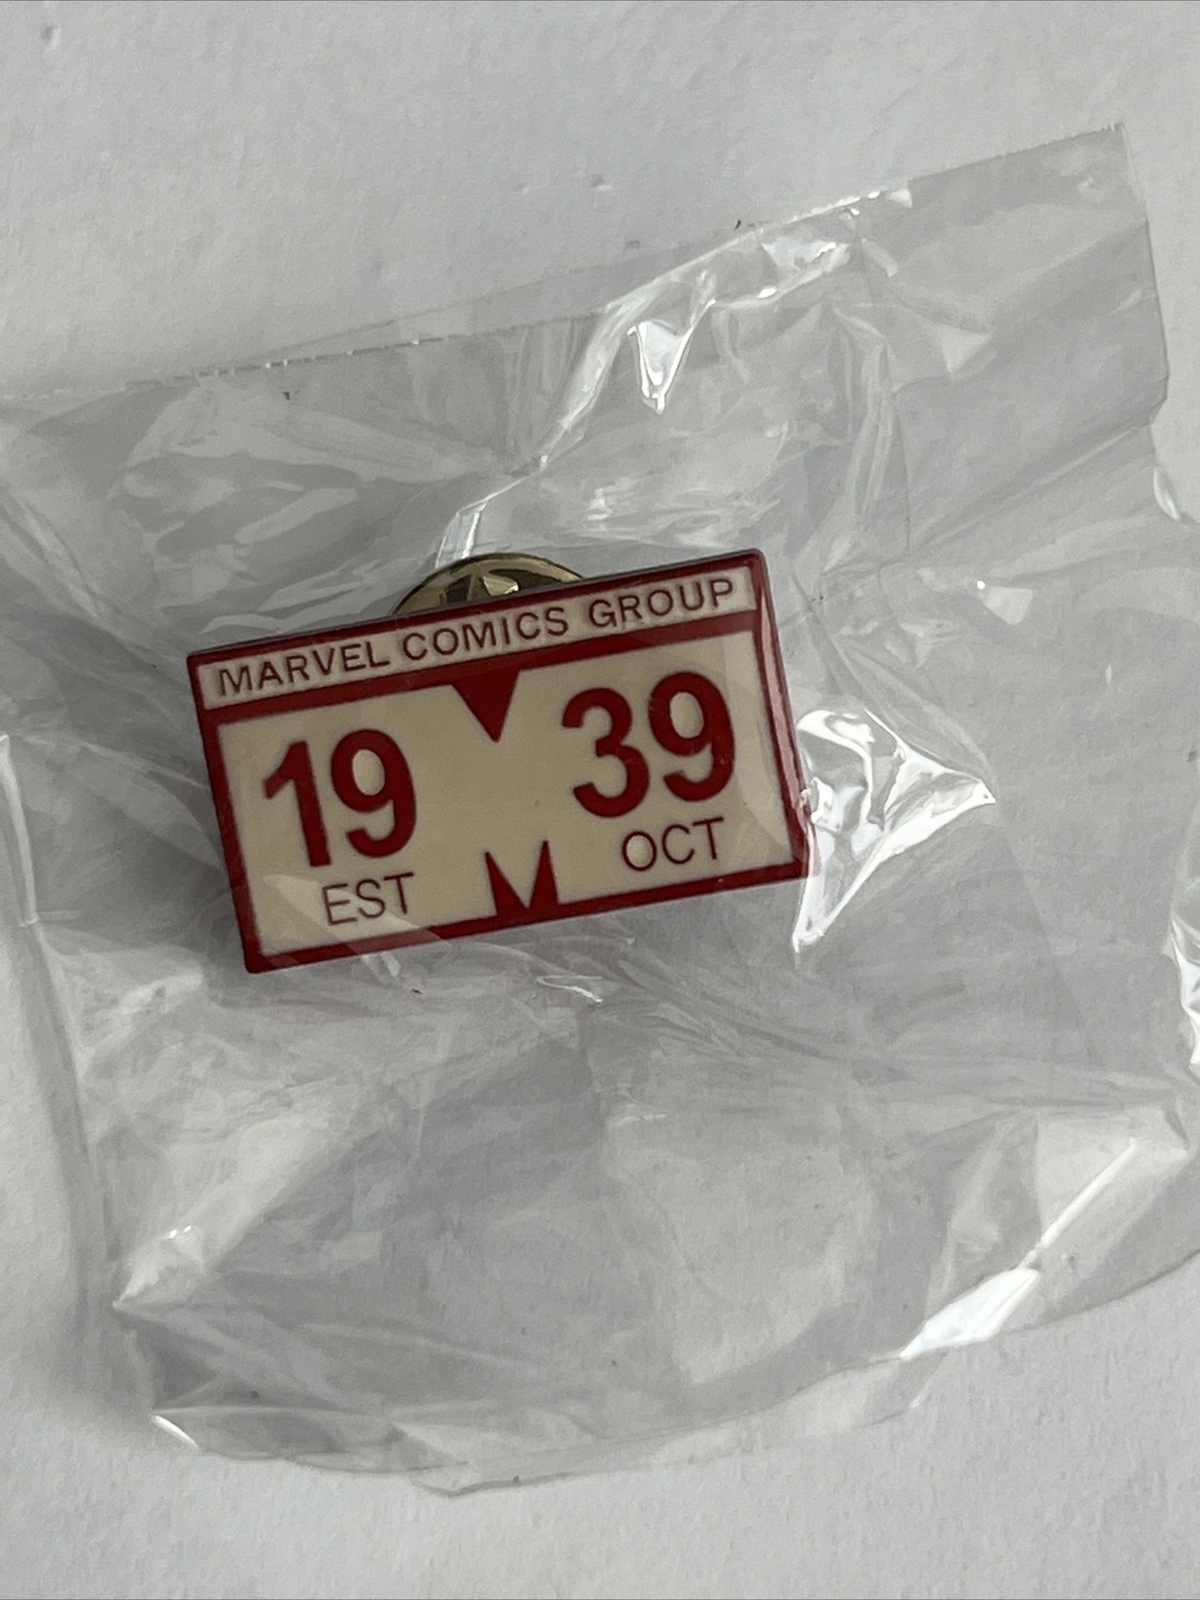 MARVEL COMICS GROUP
19 39
EST OCT
M